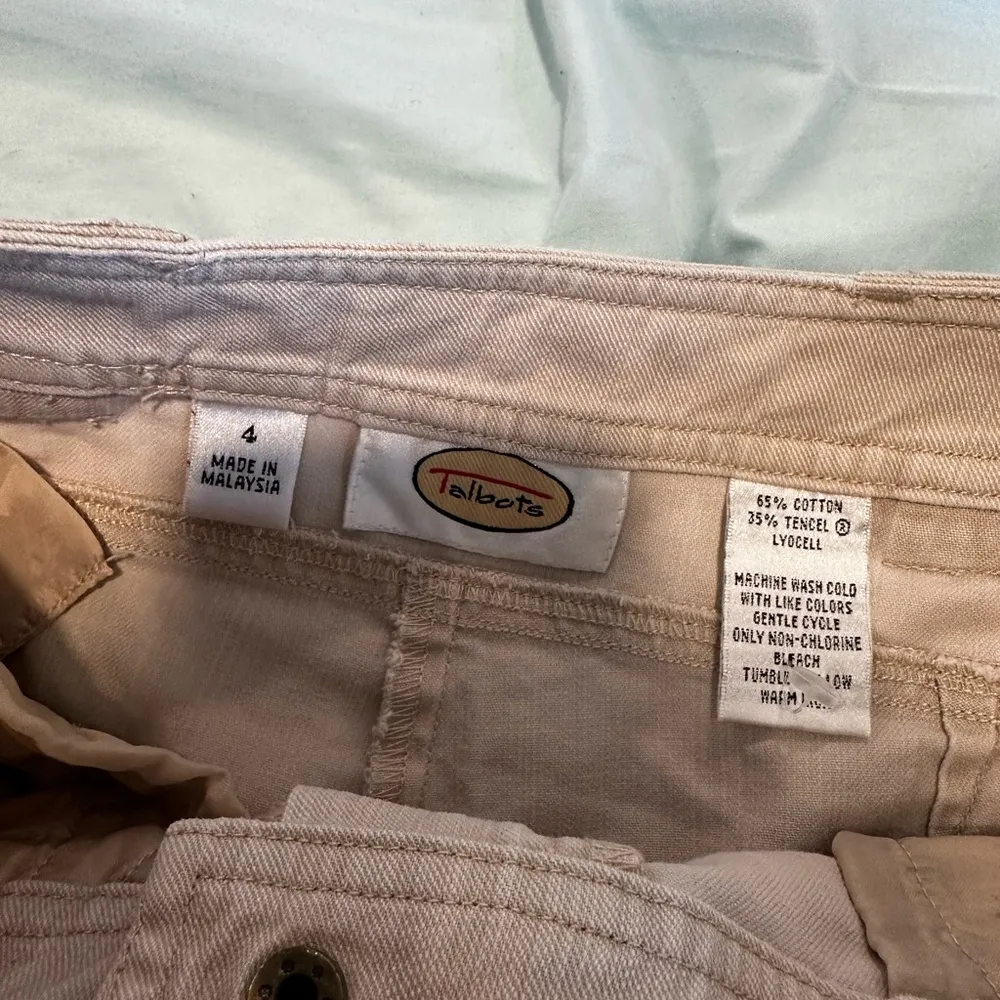 4
MADE IN
MALAYSIA
Talbots
65% COTTON
35% TENCEL ®
LYOCELL
MACHINE WASH COLD
WITH LIKE COLORS
GENTLE CYCLE
ONLY NON-CHLORINE
BLEACH